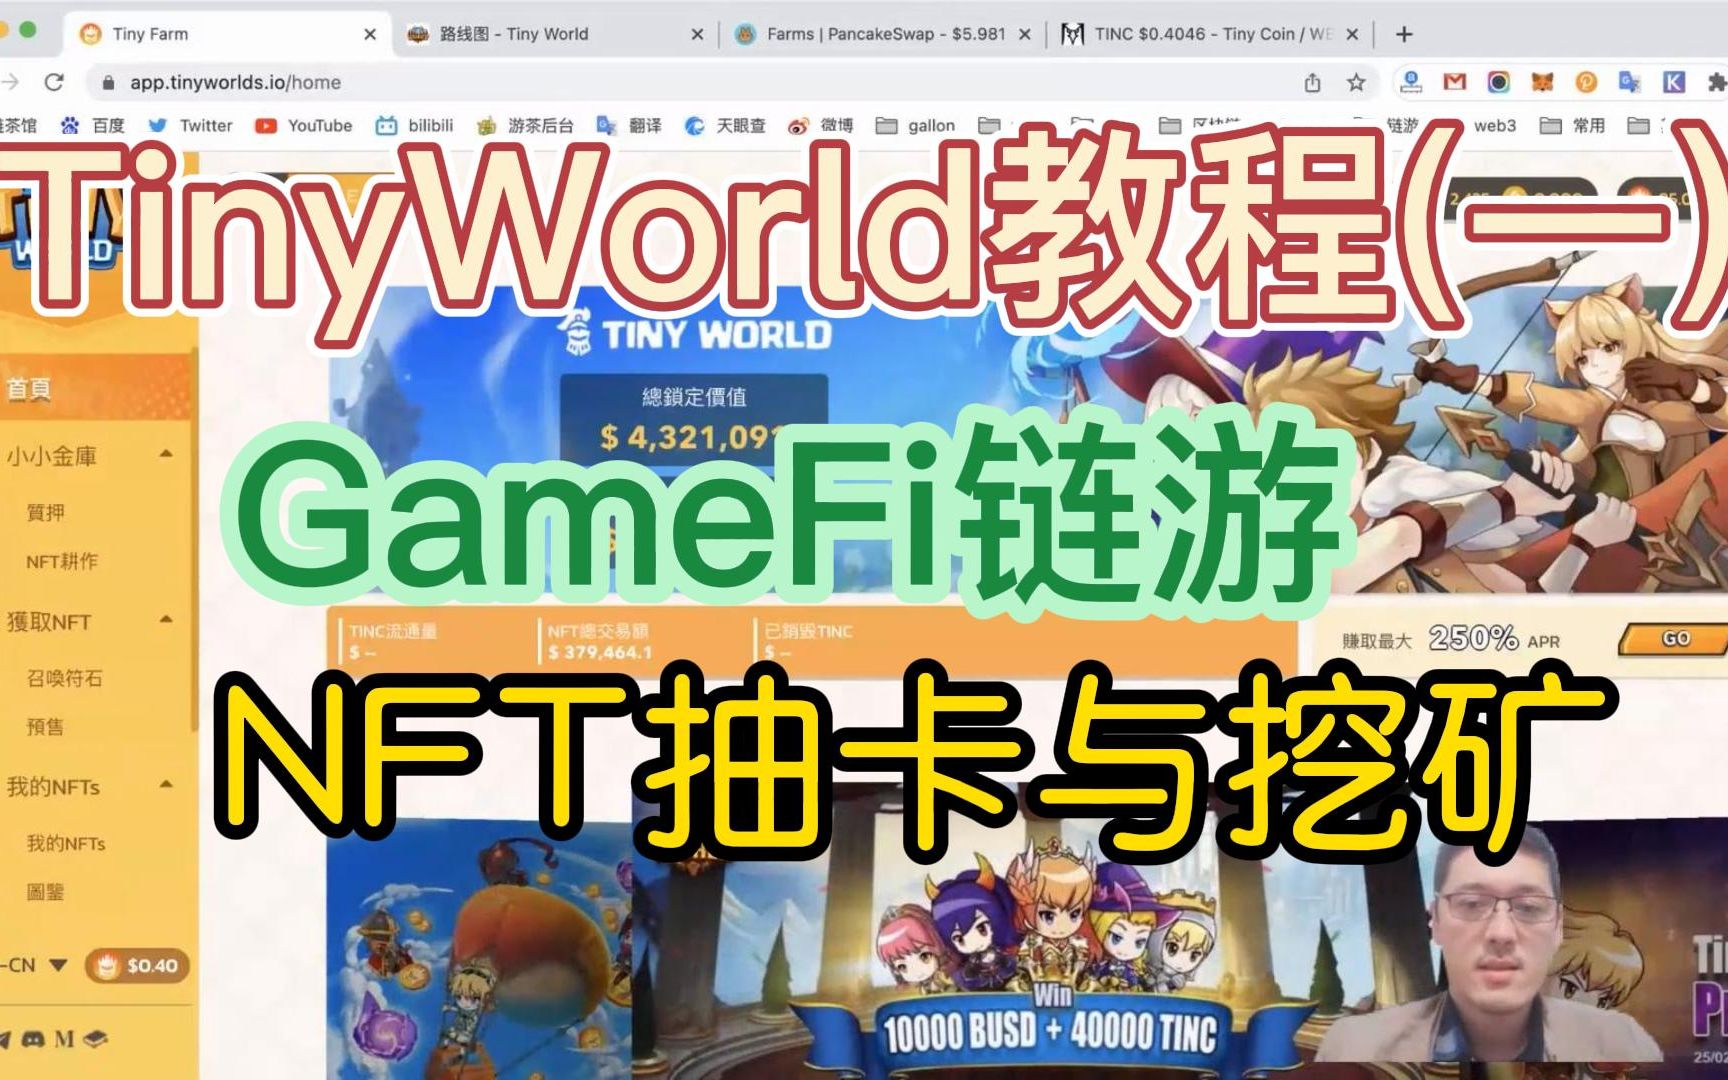 Tiny Farm
路线图 - Tiny World
Farms | PancakeSwap - $5.981
TINC $0.4046 - Tiny Coin / WB
app.tinyworlds.io/home
茶馆
百度
Twitter
YouTube
bilibili
游茶后台
翻译
天眼查
微博
gallon
链游
web3
常用
TinyWorld教程(一)
WORLD
TINY WORLD
總鎖定價值
$ 4,321,091
GameFi链游
首頁
小小金庫
質押
NFT耕作
獲取NFT
召喚符石
預售
我的NFTs
我的NFTs
圖鑒
-CN
$0.40
TINC流通量
$ --
NFT總交易額
$ 379,464.1
已銷毀TINC
$ --
賺取最大 250% APR
GO
NFT抽卡与挖矿
Win
10000 BUSD + 40000 TINC
25/02